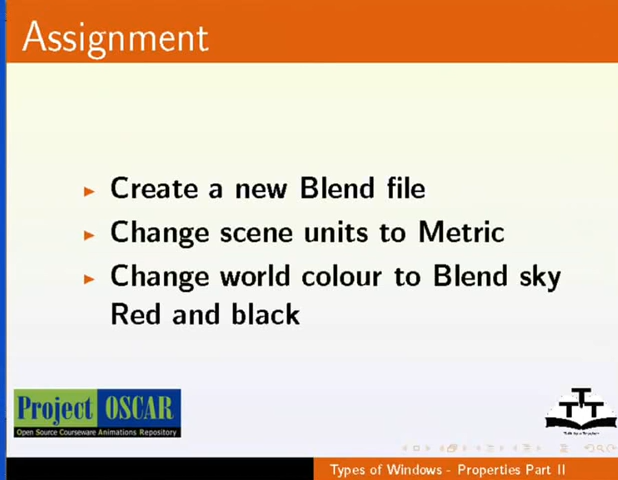 Assignment
Create a new Blend file
Change scene units to Metric
Change world colour to Blend sky
Red and black
Project OSCAR
Open Source Courseware Animations Repository
TTT
Types of Windows - Properties Part II